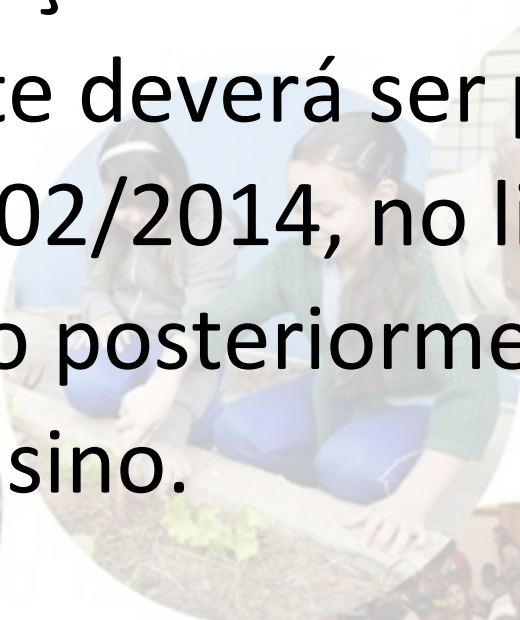 te deverá ser
02/2014, no li
o posteriorme
sino.